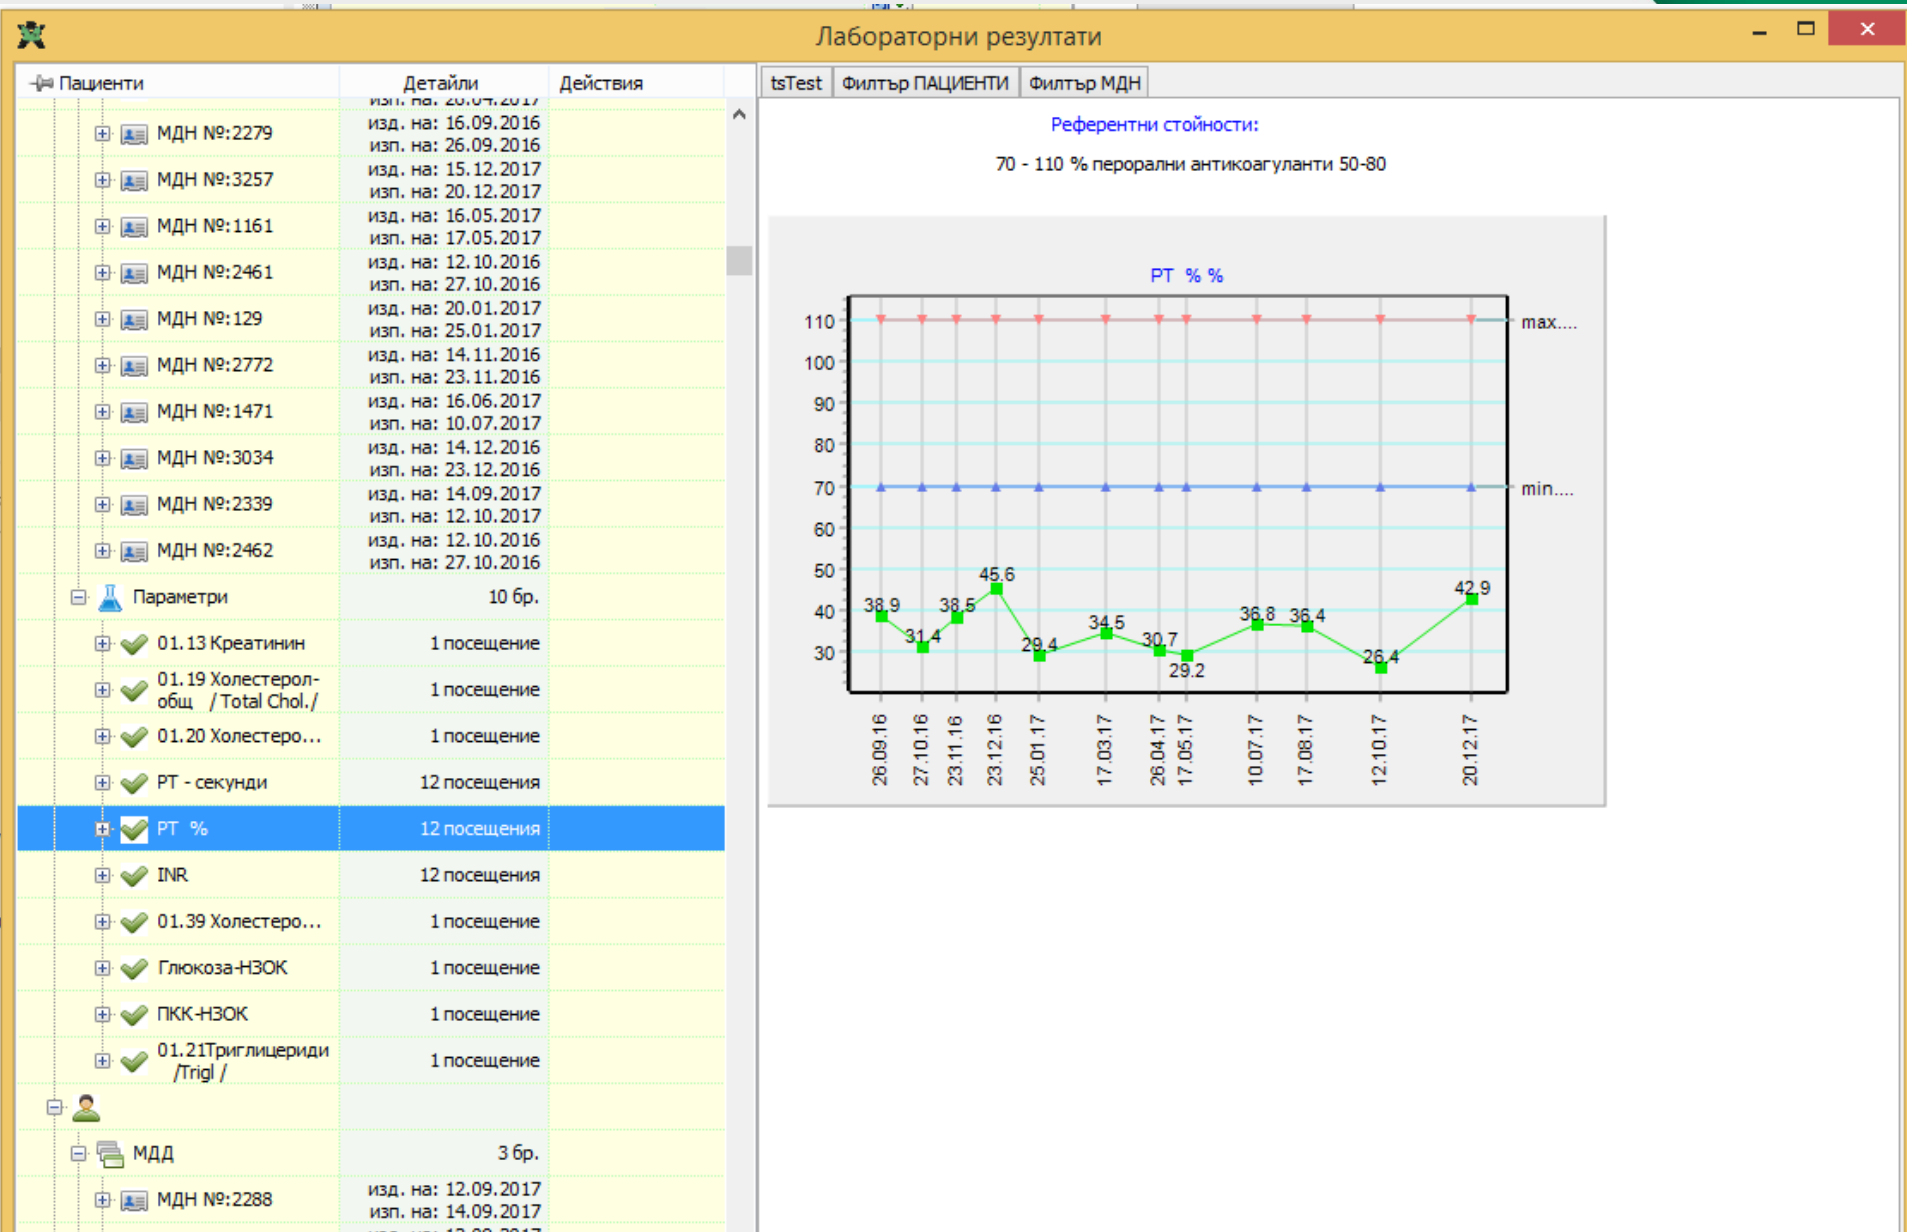 Лабораторни резултати
Пациенти Детайли Действия
изп. на: 26.04.2017
МДН №:2279 изд. на: 16.09.2016
изп. на: 26.09.2016
МДН №:3257 изд. на: 15.12.2017
изп. на: 20.12.2017
МДН №:1161 изд. на: 16.05.2017
изп. на: 17.05.2017
МДН №:2461 изд. на: 12.10.2016
изп. на: 27.10.2016
МДН №:129 изд. на: 20.01.2017
изп. на: 25.01.2017
МДН №:2772 изд. на: 14.11.2016
изп. на: 23.11.2016
МДН №:1471 изд. на: 16.06.2017
изп. на: 10.07.2017
МДН №:3034 изд. на: 14.12.2016
изп. на: 23.12.2016
МДН №:2339 изд. на: 14.09.2017
изп. на: 12.10.2017
МДН №:2462 изд. на: 12.10.2016
изп. на: 27.10.2016
Параметри 10 бр.
01.13 Креатинин 1 посещение
01.19 Холестерол-
общ / Total Chol./ 1 посещение
01.20 Холестеро... 1 посещение
РТ - секунди 12 посещения
РТ % 12 посещения
INR 12 посещения
01.39 Холестеро... 1 посещение
Глюкоза-НЗОК 1 посещение
ПКК-НЗОК 1 посещение
01.21Триглицериди
/Trigl / 1 посещение
МДД 3 бр.
МДН №:2288 изд. на: 12.09.2017
изп. на: 14.09.2017
tsTest Филтър ПАЦИЕНТИ Филтър МДН
Референтни стойности:
70 - 110 % перорални антикоагуланти 50-80
РТ % %
110 max....
100
90
80
70 min....
60
50
40
30
38.9 31.4 38.5 45.6 29.4 34.5 30.7 29.2 36.8 36.4 26.4 42.9
26.09.16 27.10.16 23.11.16 23.12.16 25.01.17 17.03.17 26.04.17 17.05.17 10.07.17 17.08.17 12.10.17 20.12.17